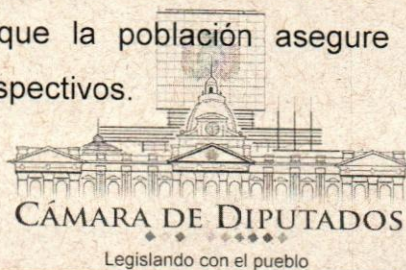 que la población asegure
spectivos.
CÁMARA DE DIPUTADOS
Legislando con el pueblo